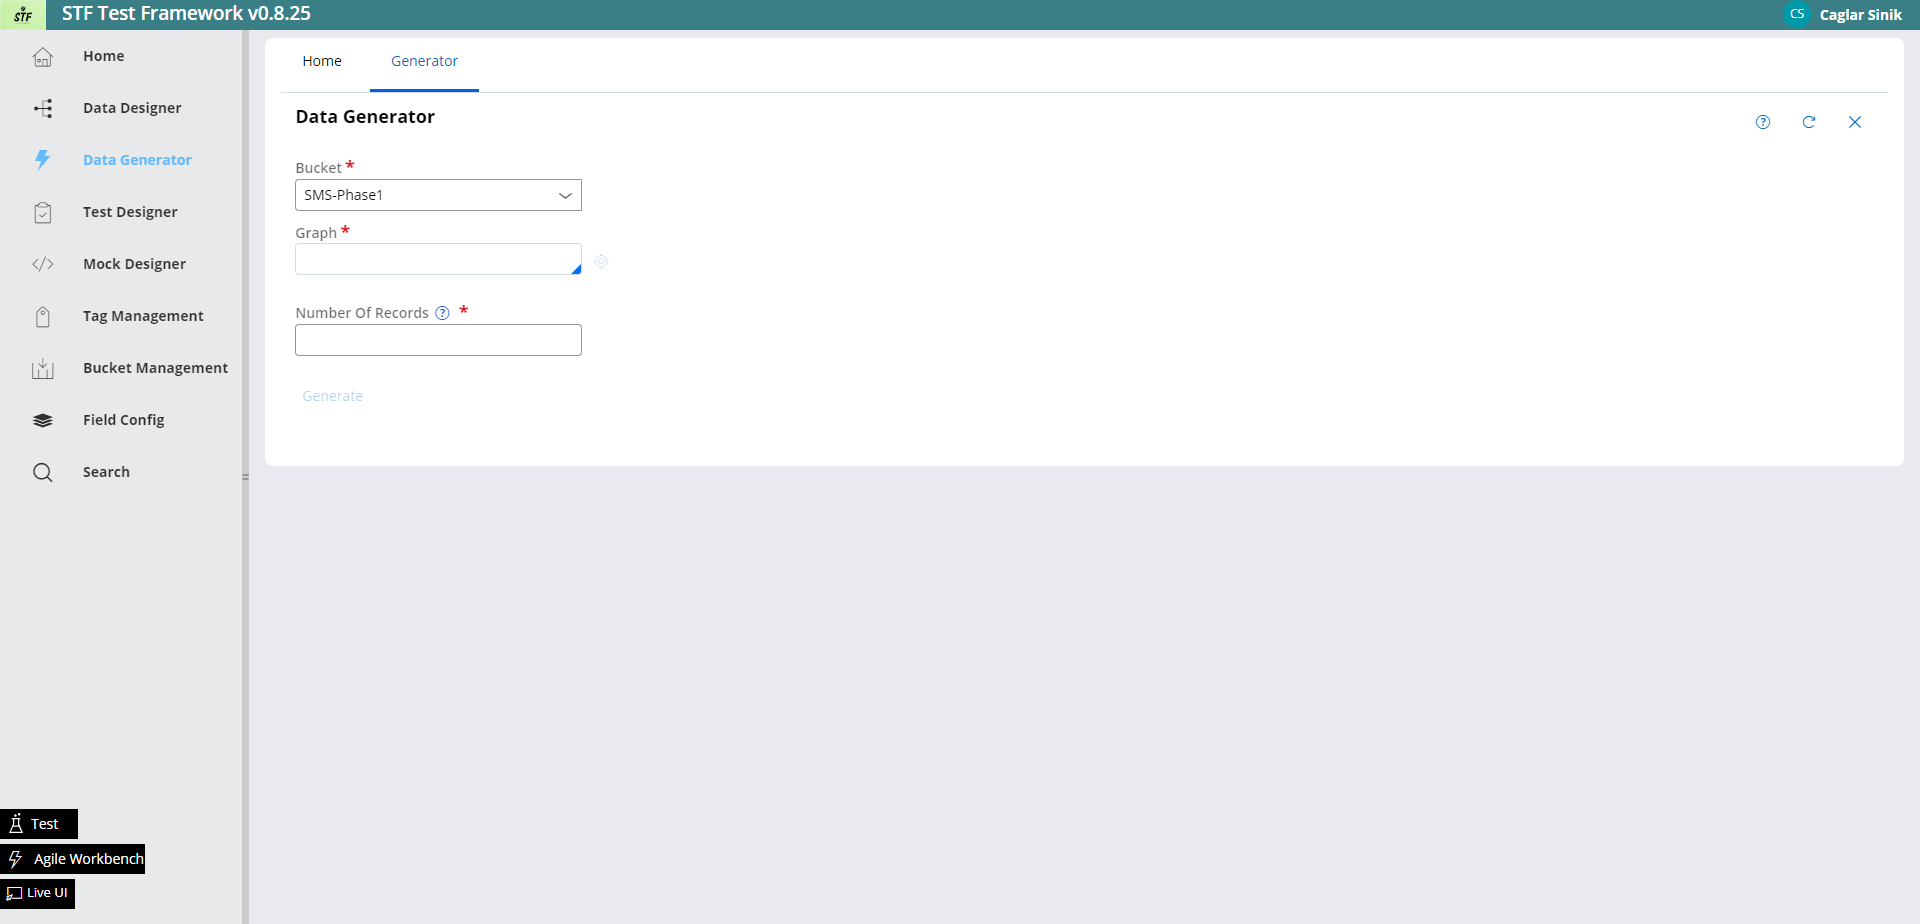 STF
STF Test Framework v0.8.25
CS
Caglar Sinik
Home
Data Designer
Data Generator
Test Designer
Mock Designer
Tag Management
Bucket Management
Field Config
Search
Home
Generator
Data Generator
Bucket *
SMS-Phase1
Graph *
Number Of Records ? *
Generate
Test
Agile Workbench
Live UI